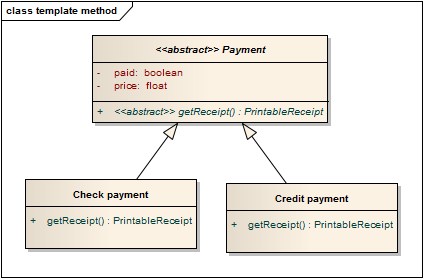 class template method
<<abstract>> Payment
- paid: boolean
- price: float
+ <<abstract>> getReceipt() : PrintableReceipt
Check payment
+ getReceipt() : PrintableReceipt
Credit payment
+ getReceipt() : PrintableReceipt